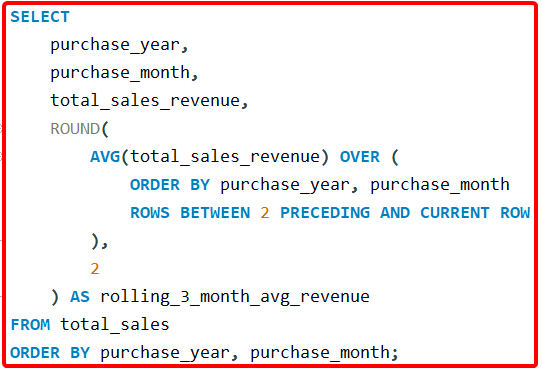 SELECT
    purchase_year,
    purchase_month,
    total_sales_revenue,
    ROUND(
        AVG(total_sales_revenue) OVER (
            ORDER BY purchase_year, purchase_month
            ROWS BETWEEN 2 PRECEDING AND CURRENT ROW
        ),
        2
    ) AS rolling_3_month_avg_revenue
FROM total_sales
ORDER BY purchase_year, purchase_month;